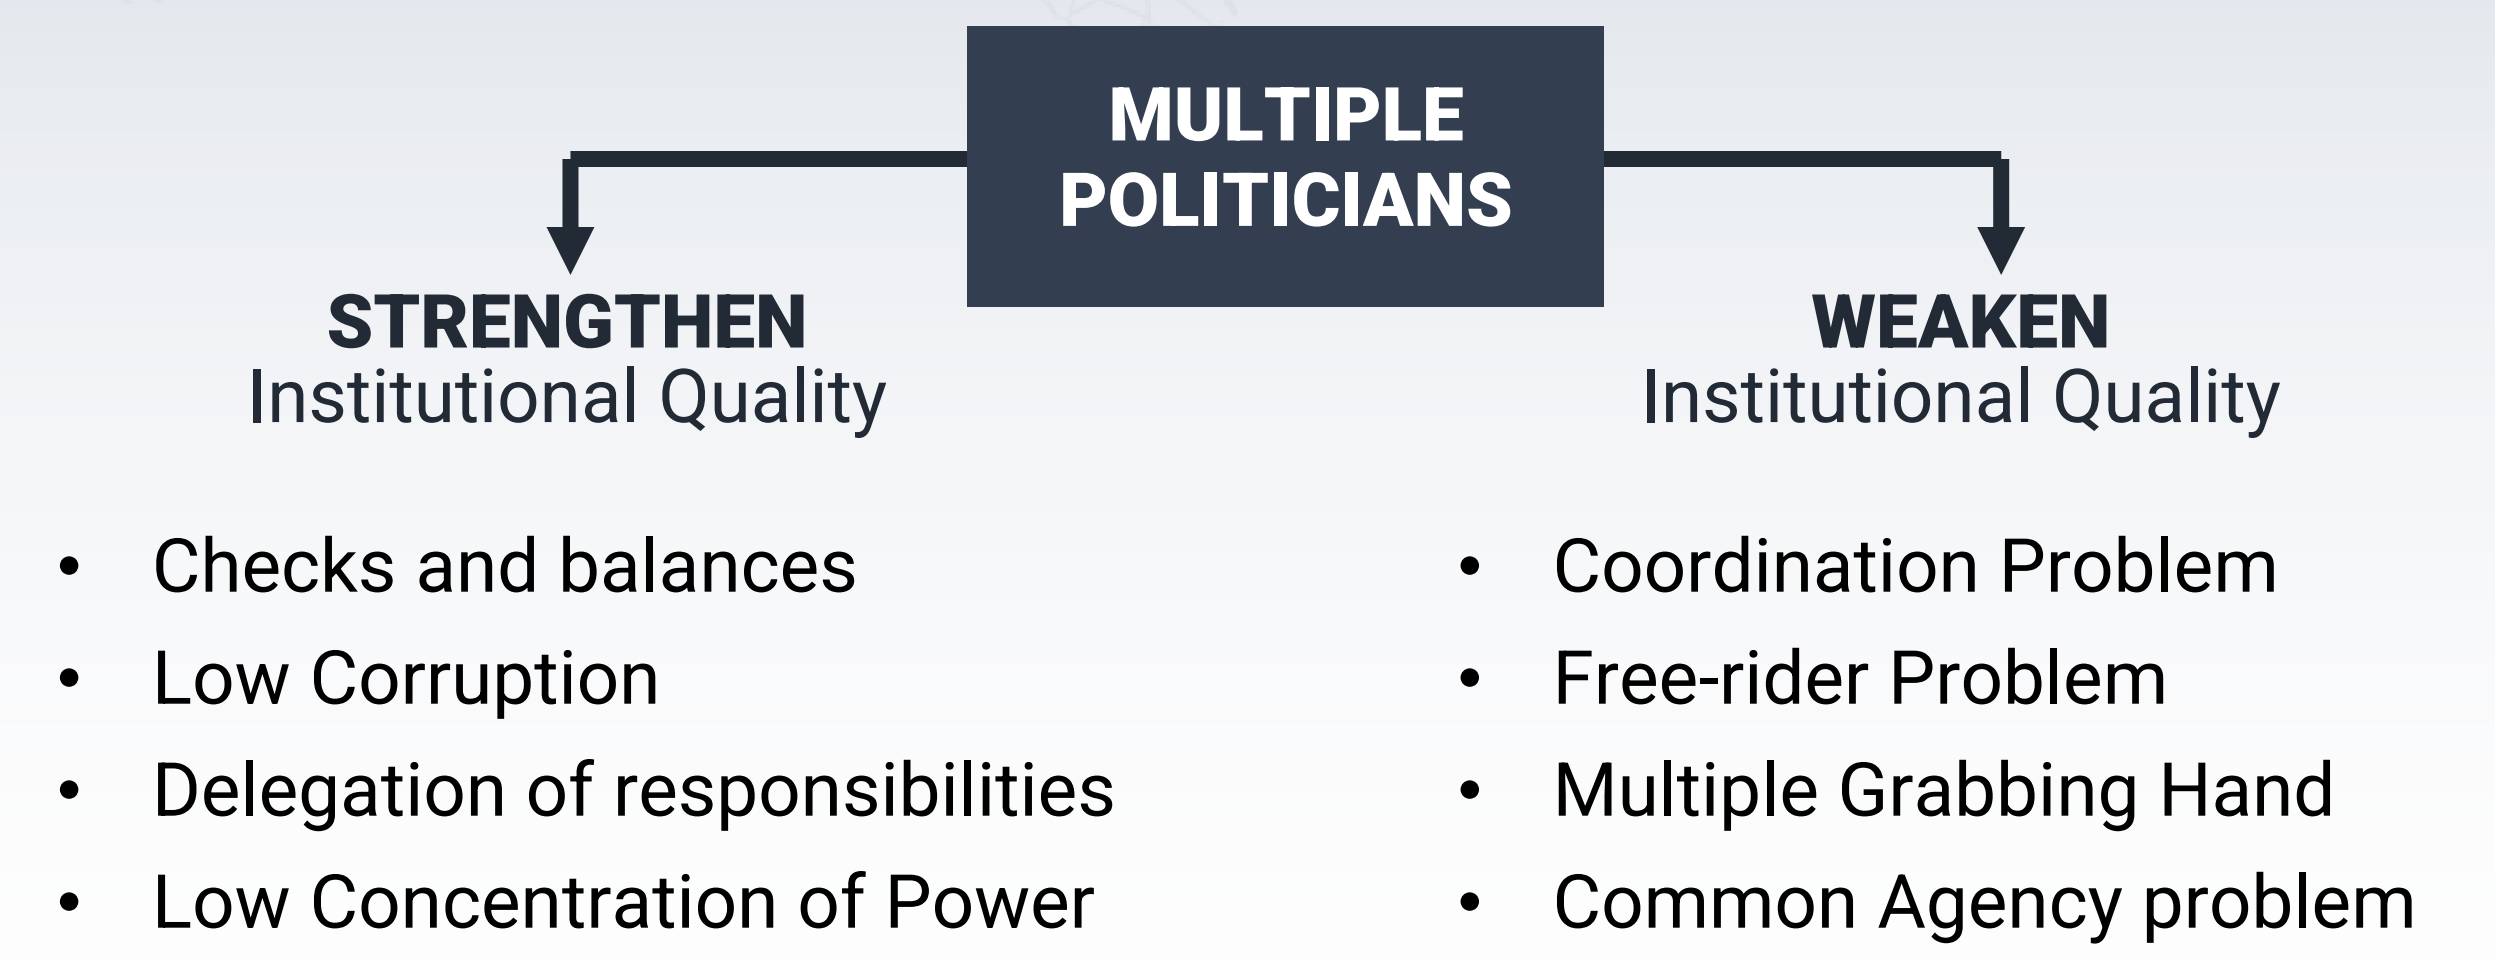 MULTIPLE
POLITICIANS
STRENGTHEN
Institutional Quality
• Checks and balances
• Low Corruption
• Delegation of responsibilities
• Low Concentration of Power
WEAKEN
Institutional Quality
• Coordination Problem
• Free-rider Problem
• Multiple Grabbing Hand
• Common Agency problem